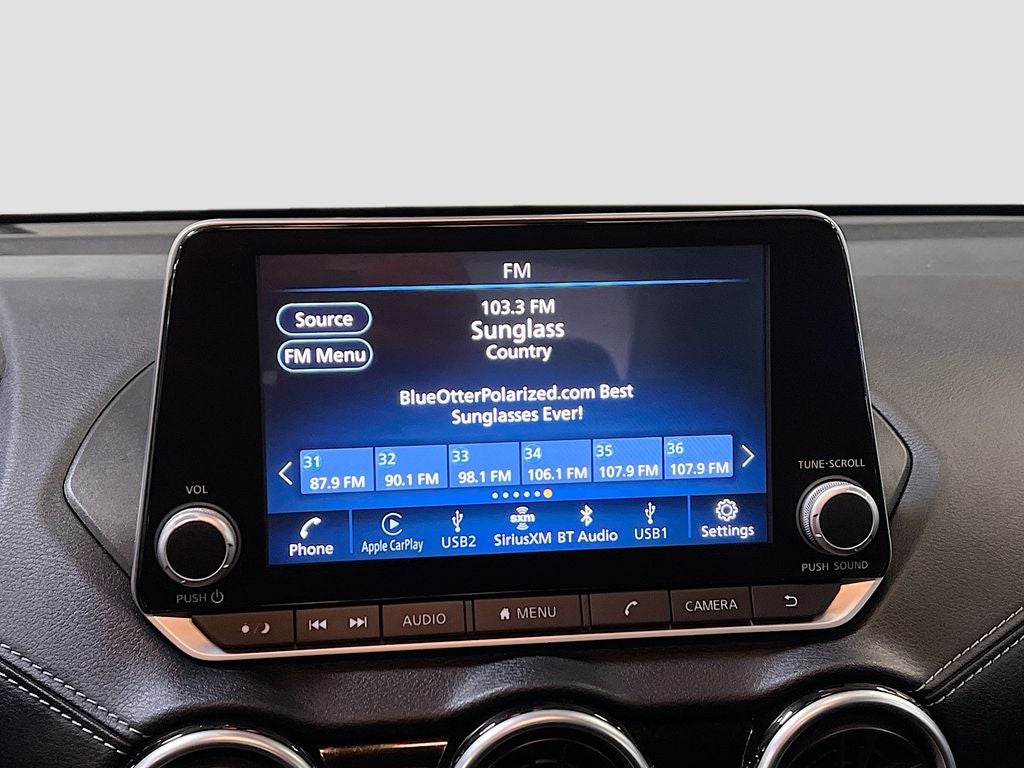 FM
Source
103.3 FM
Sunglass
Country
FM Menu
BlueOtterPolarized.com Best
Sunglasses Ever!
31
32
33
34
35
36
87.9 FM
90.1 FM
98.1 FM
106.1 FM
107.9 FM
107.9 FM
Phone
Apple CarPlay
USB2
sxm
SiriusXM
BT Audio
USB1
Settings
VOL
PUSH
TUNE·SCROLL
PUSH SOUND
AUDIO
MENU
CAMERA